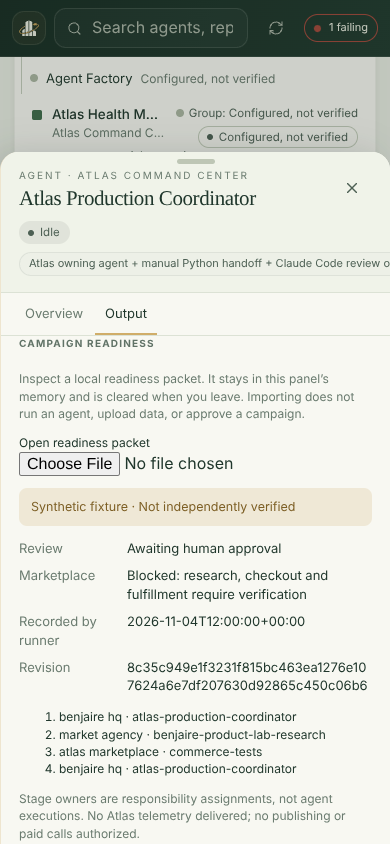 Search agents, rep
1 failing
Agent Factory Configured, not verified
Atlas Health M... Group: Configured, not verified
Atlas Command C... Configured, not verified
AGENT · ATLAS COMMAND CENTER
Atlas Production Coordinator
Idle
Atlas owning agent + manual Python handoff + Claude Code review o
Overview Output
CAMPAIGN READINESS
Inspect a local readiness packet. It stays in this panel's
memory and is cleared when you leave. Importing does not
run an agent, upload data, or approve a campaign.
Open readiness packet
Choose File No file chosen
Synthetic fixture · Not independently verified
Review Awaiting human approval
Marketplace Blocked: research, checkout and
fulfillment require verification
Recorded by 2026-11-04T12:00:00+00:00
runner
Revision 8c35c949e1f3231f815bc463ea1276e10
7624a6e7df207630d92865c450c06b6
1. benjaire hq · atlas-production-coordinator
2. market agency · benjaire-product-lab-research
3. atlas marketplace · commerce-tests
4. benjaire hq · atlas-production-coordinator
Stage owners are responsibility assignments, not agent
executions. No Atlas telemetry delivered; no publishing or
paid calls authorized.